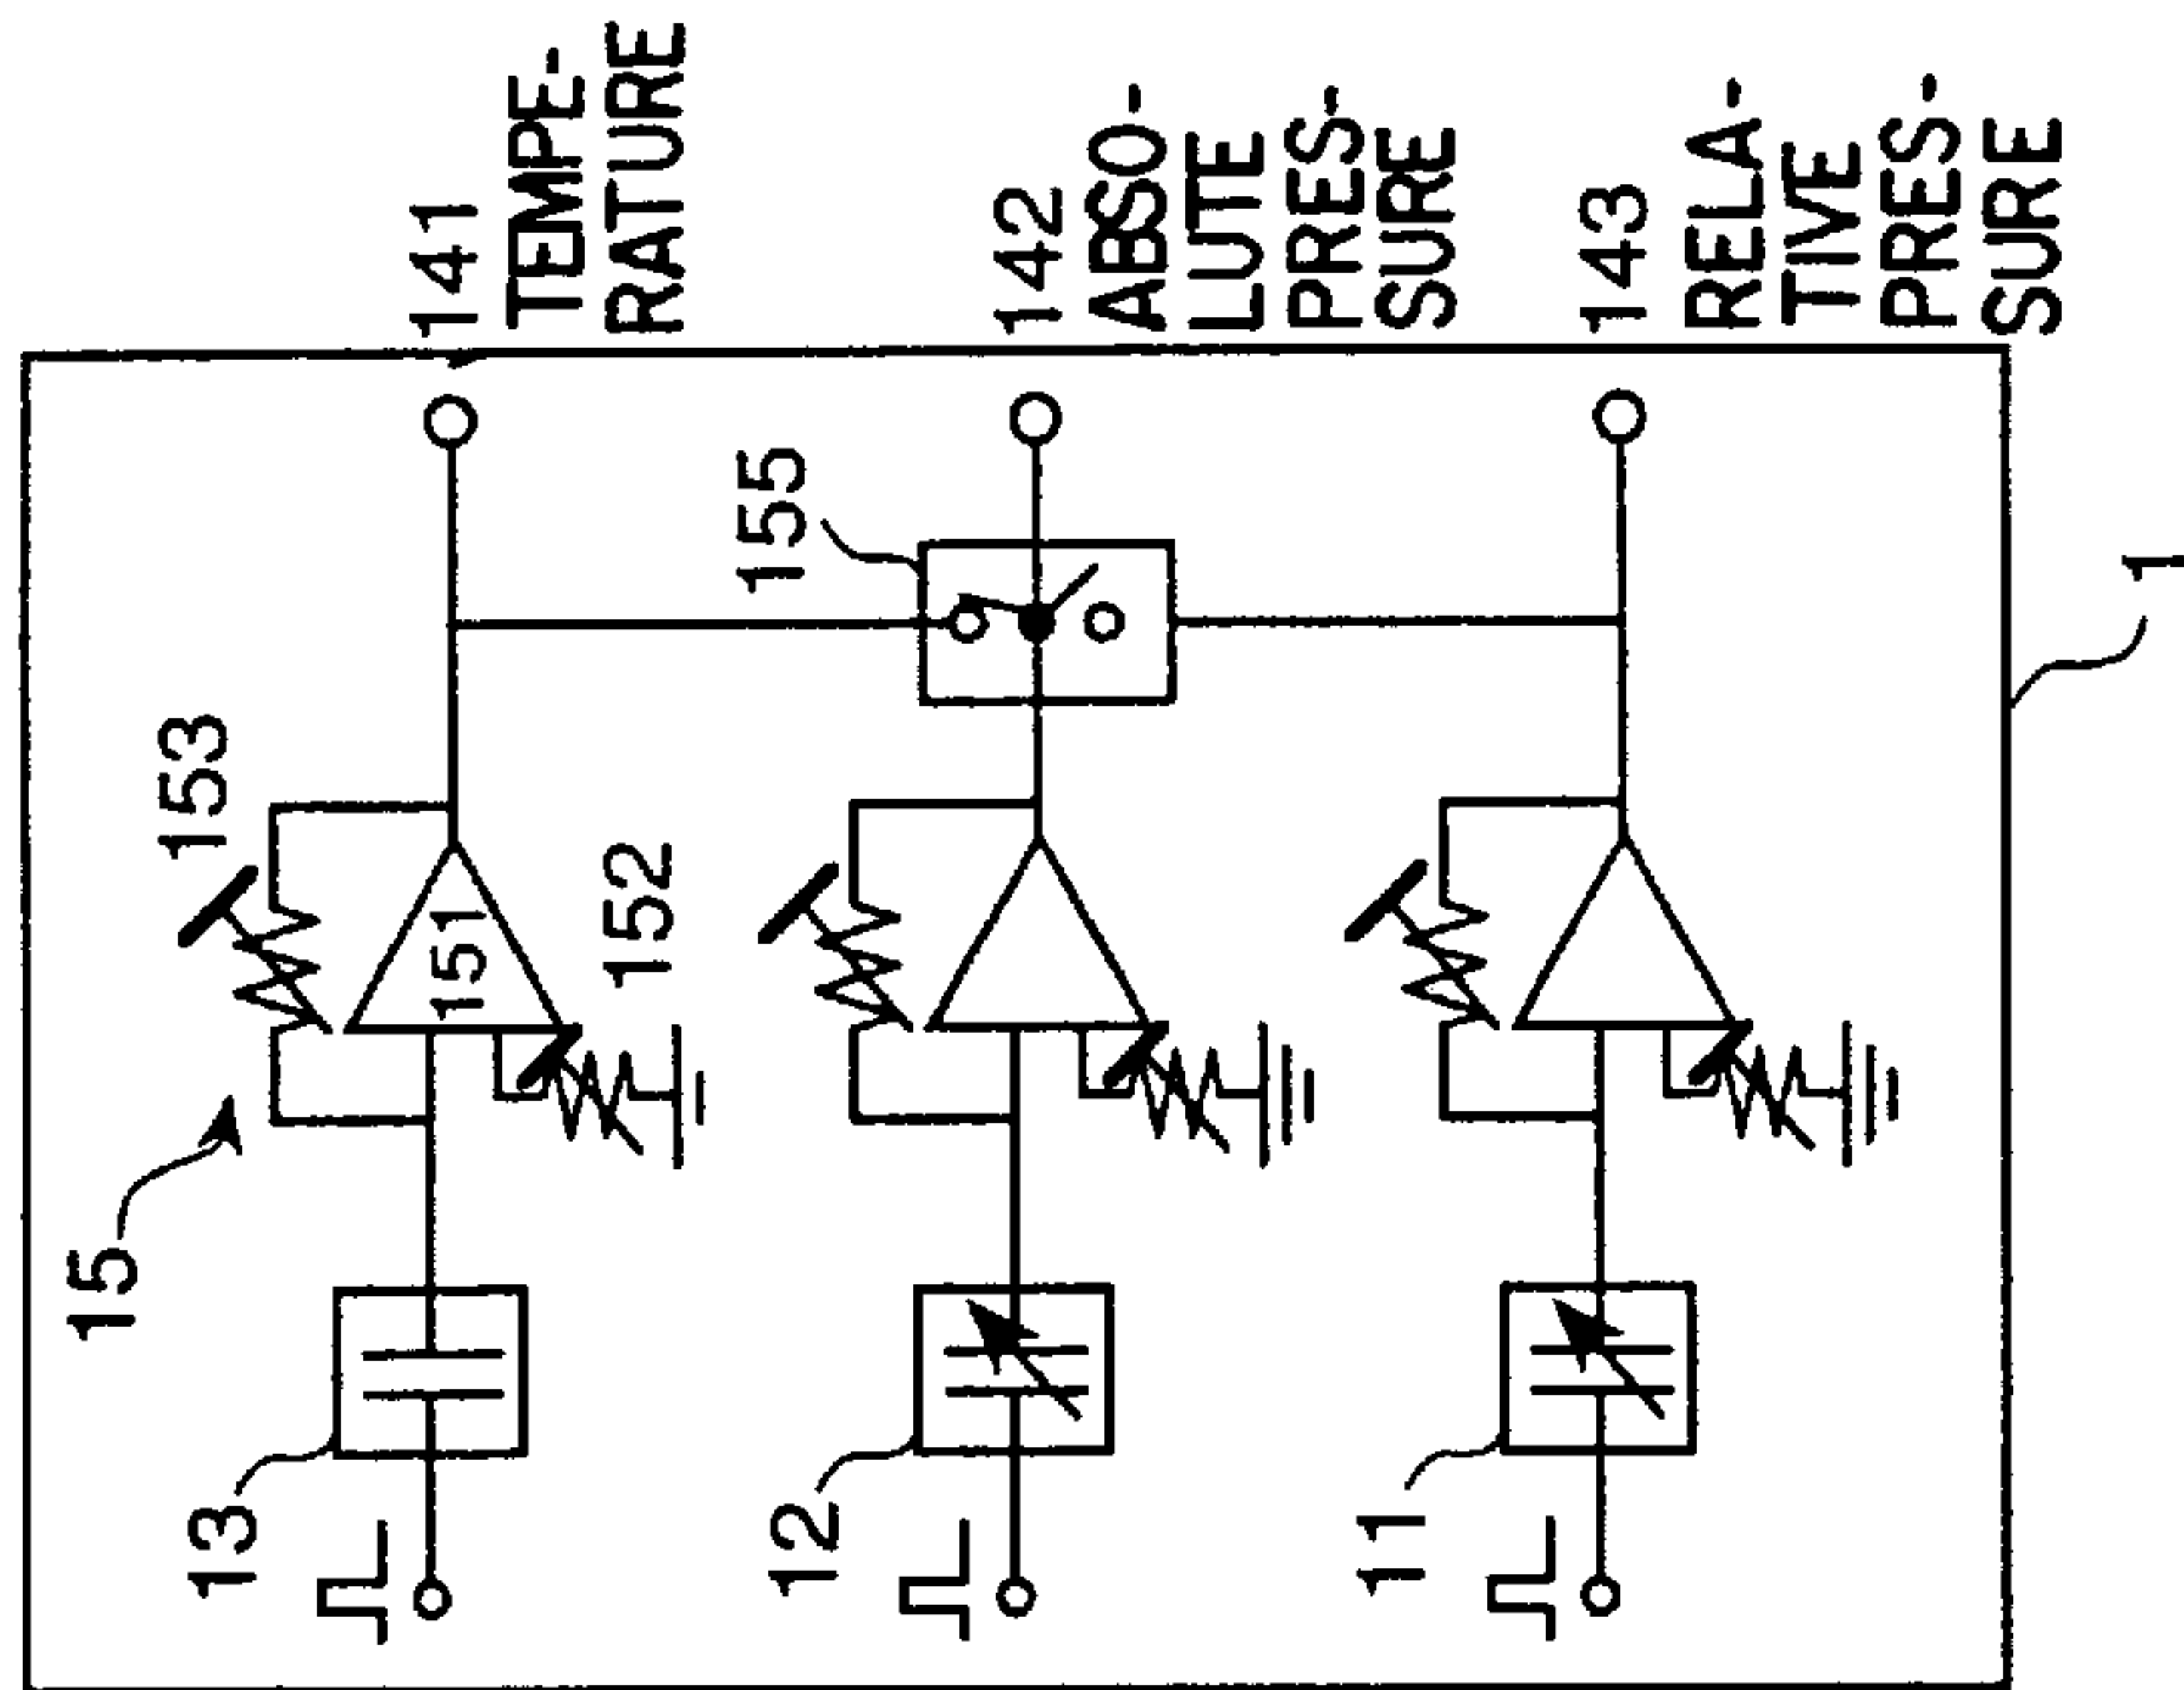 15
153
13
151
152
141
TEMPE-
RATURE
155
12
142
ABSO-
LUTE
PRES-
SURE
11
143
RELA-
TIVE
PRES-
SURE
1